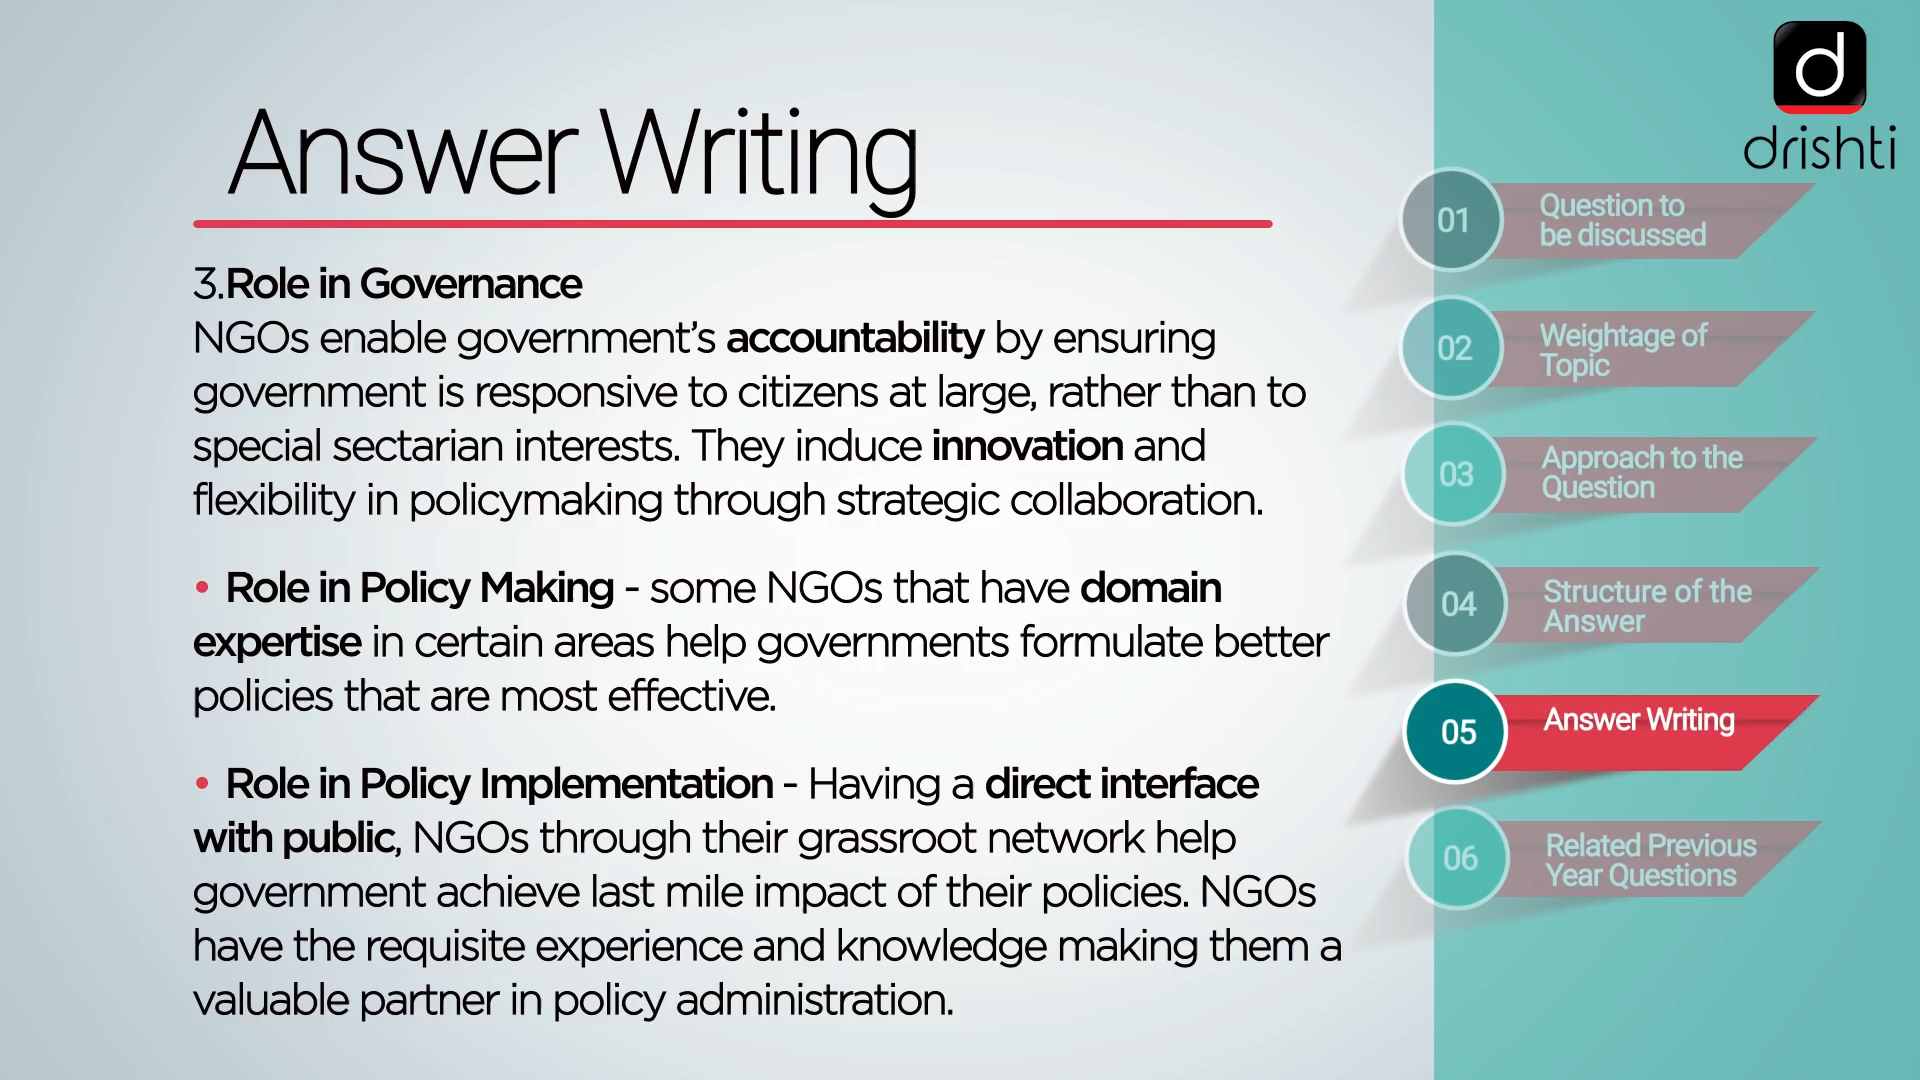 Answer Writing
3.Role in Governance
NGOs enable government’s accountability by ensuring
government is responsive to citizens at large, rather than to
special sectarian interests. They induce innovation and
flexibility in policymaking through strategic collaboration.
• Role in Policy Making - some NGOs that have domain
expertise in certain areas help governments formulate better
policies that are most effective.
• Role in Policy Implementation - Having a direct interface
with public, NGOs through their grassroot network help
government achieve last mile impact of their policies. NGOs
have the requisite experience and knowledge making them a
valuable partner in policy administration.
d
drishti
01
Question to
be discussed
02
Weightage of
Topic
03
Approach to the
Question
04
Structure of the
Answer
05
Answer Writing
06
Related Previous
Year Questions